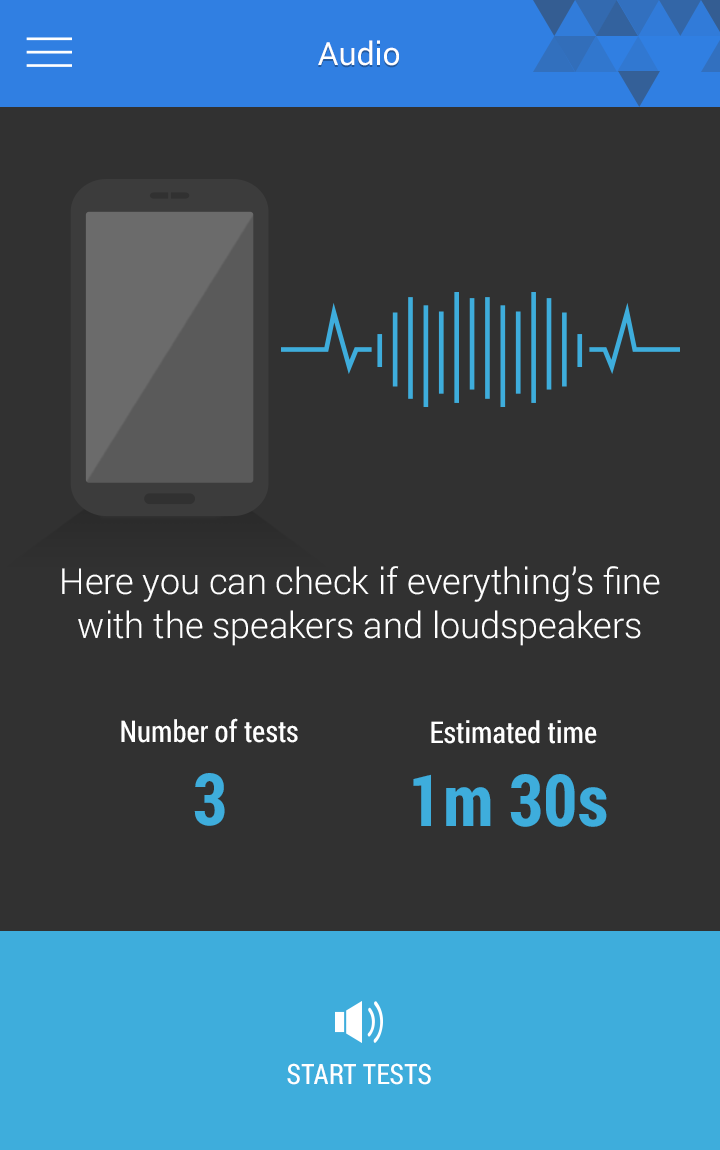 Audio
Here you can check if everything's fine
with the speakers and loudspeakers
Number of tests
Estimated time
3
1m 30s
START TESTS